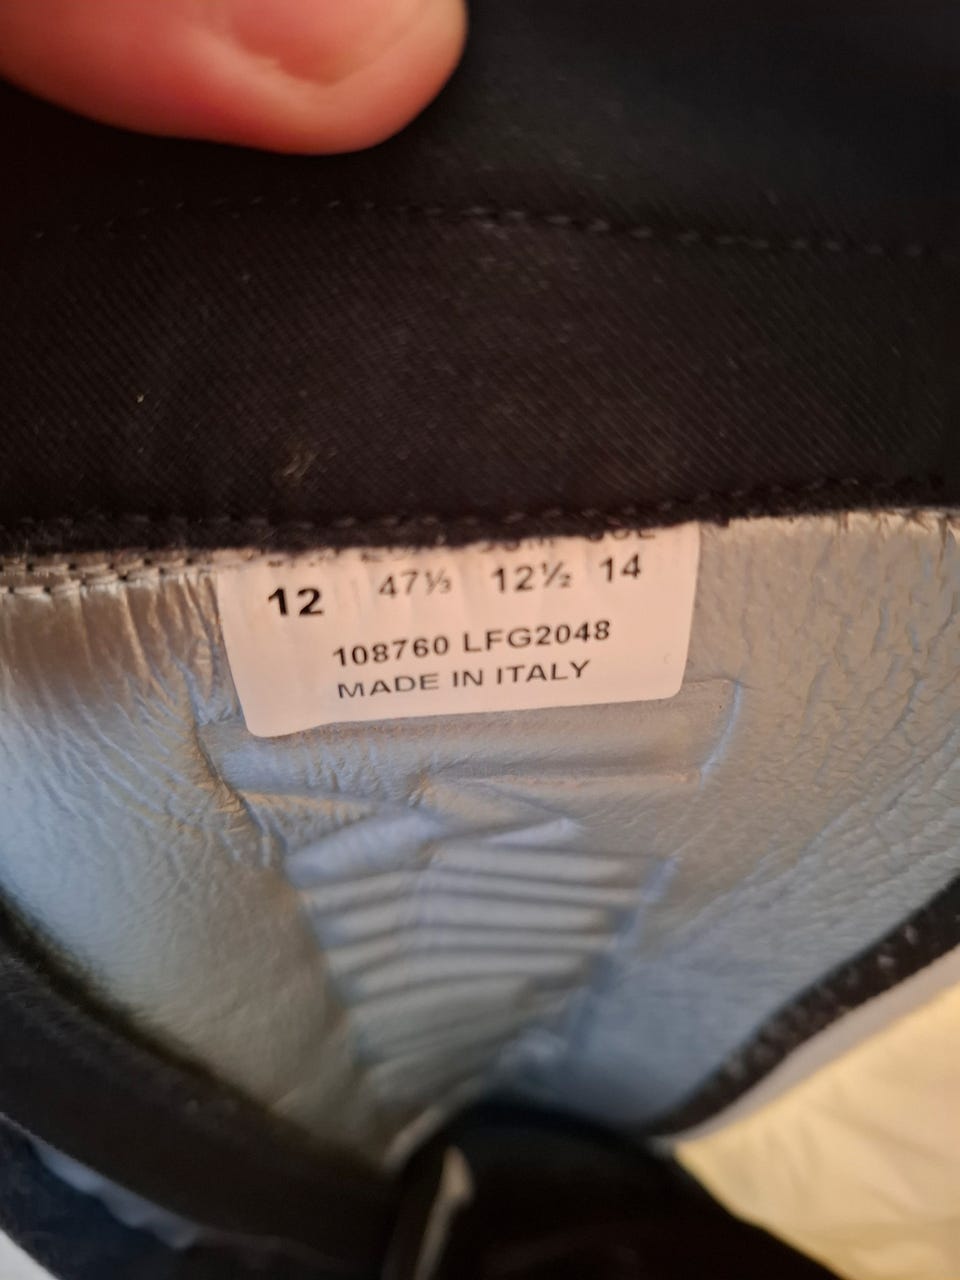 12 47⅓ 12½ 14
108760 LFG2048
MADE IN ITALY